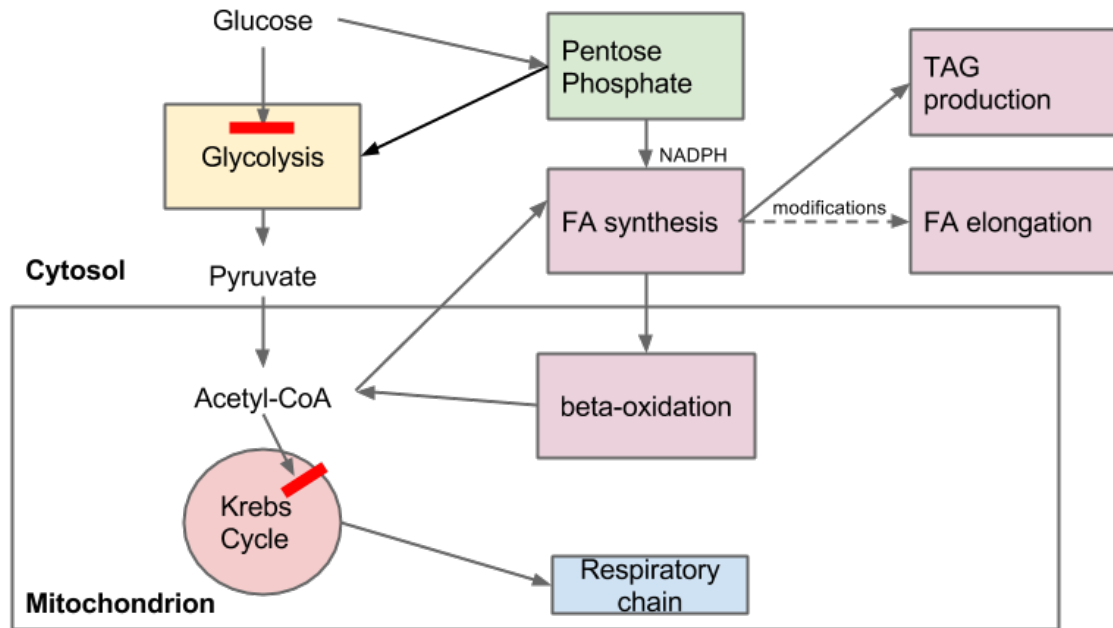 Glucose
Pentose
Phosphate
TAG
production
Glycolysis
NADPH
FA synthesis
modifications
FA elongation
Cytosol
Pyruvate
Acetyl-CoA
beta-oxidation
Krebs
Cycle
Respiratory
chain
Mitochondrion